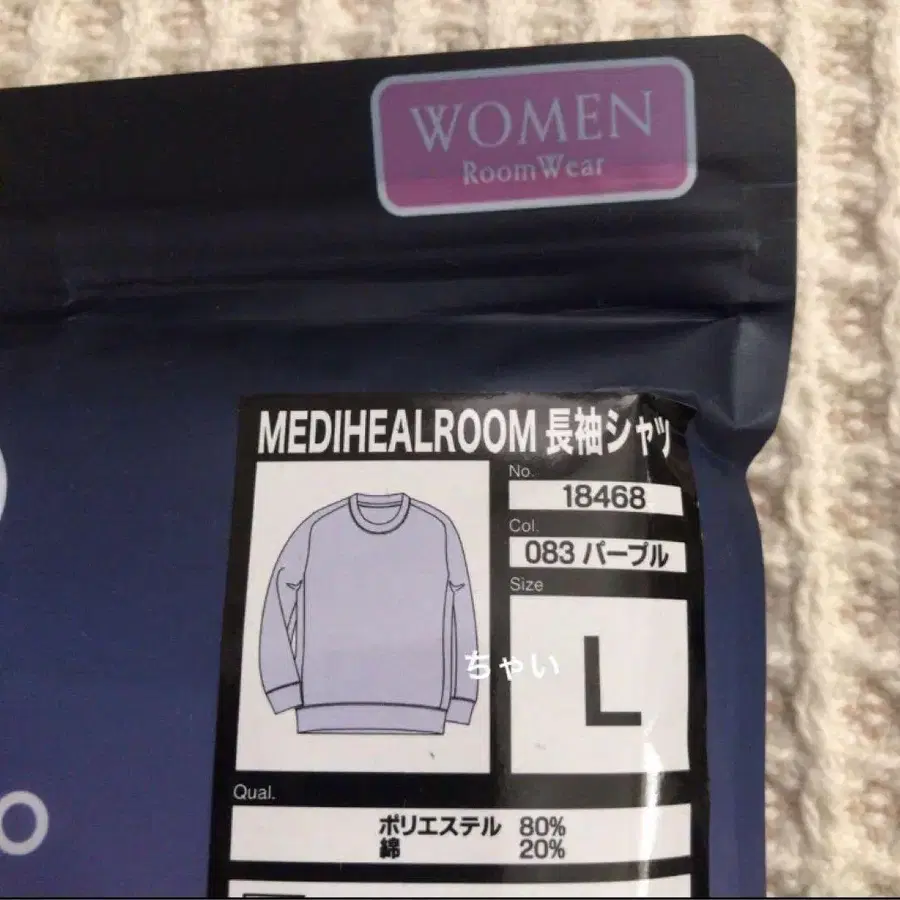 WOMEN
RoomWear
MEDIHEALROOM 長袖シャツ
No.
18468
Col.
083 パープル
Size
L
ちゃい
Qual.
ポリエステル 80%
綿 20%